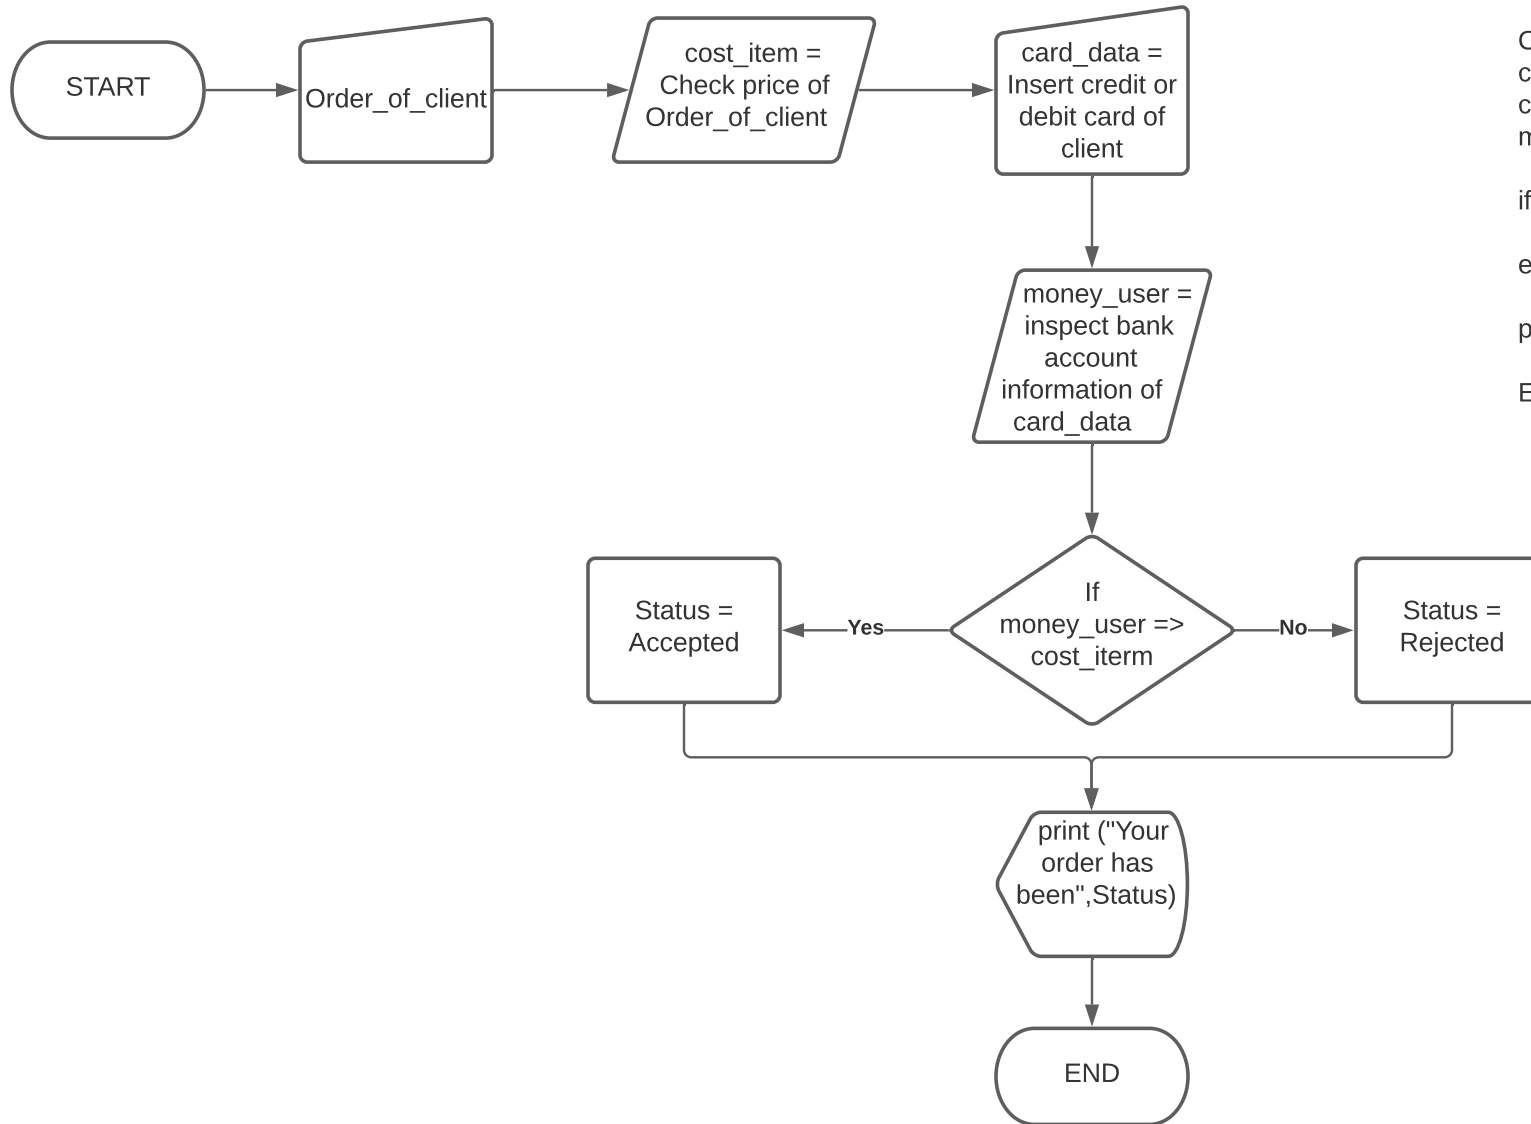 START
Order_of_client
cost_item =
Check price of
Order_of_client
card_data =
Insert credit or
debit card of
client
money_user =
inspect bank
account
information of
card_data
If
money_user =>
cost_iterm
Yes
No
Status =
Accepted
Status =
Rejected
print ("Your
order has
been",Status)
END
if